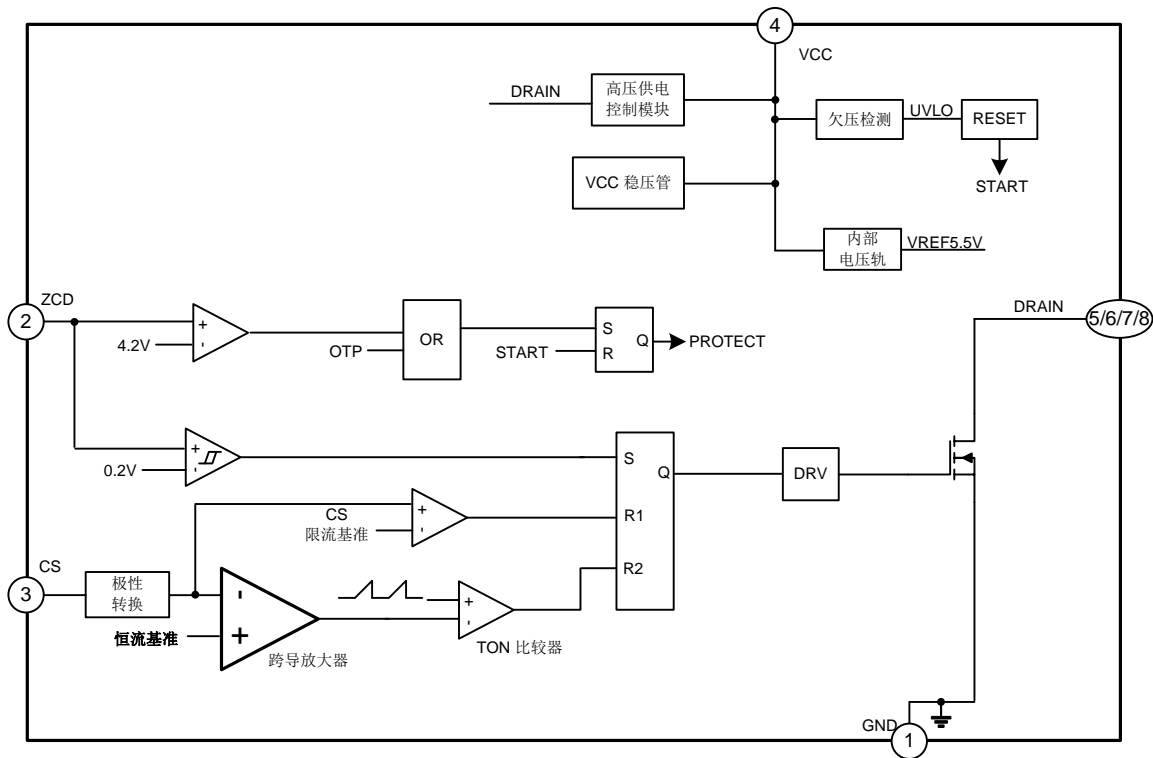 4
VCC
DRAIN
高压供电
控制模块
欠压检测
UVLO
RESET
START
VCC 稳压管
内部
电压轨
VREF5.5V
2
ZCD
+
-
4.2V
OTP
OR
START
S
R
Q
PROTECT
DRAIN
5/6/7/8
+
-
0.2V
S
Q
R1
R2
DRV
CS
限流基准
+
-
3
CS
极性
转换
-
+
恒流基准
跨导放大器
+
-
TON 比较器
GND
1